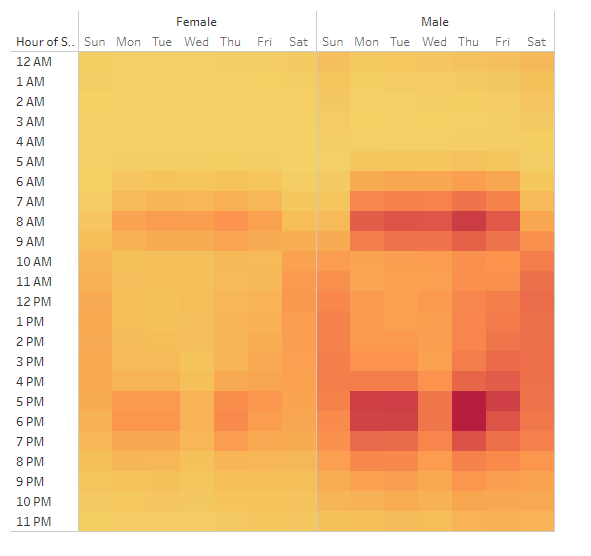 Female Male
Hour of S.. Sun Mon Tue Wed Thu Fri Sat Sun Mon Tue Wed Thu Fri Sat
12 AM
1 AM
2 AM
3 AM
4 AM
5 AM
6 AM
7 AM
8 AM
9 AM
10 AM
11 AM
12 PM
1 PM
2 PM
3 PM
4 PM
5 PM
6 PM
7 PM
8 PM
9 PM
10 PM
11 PM